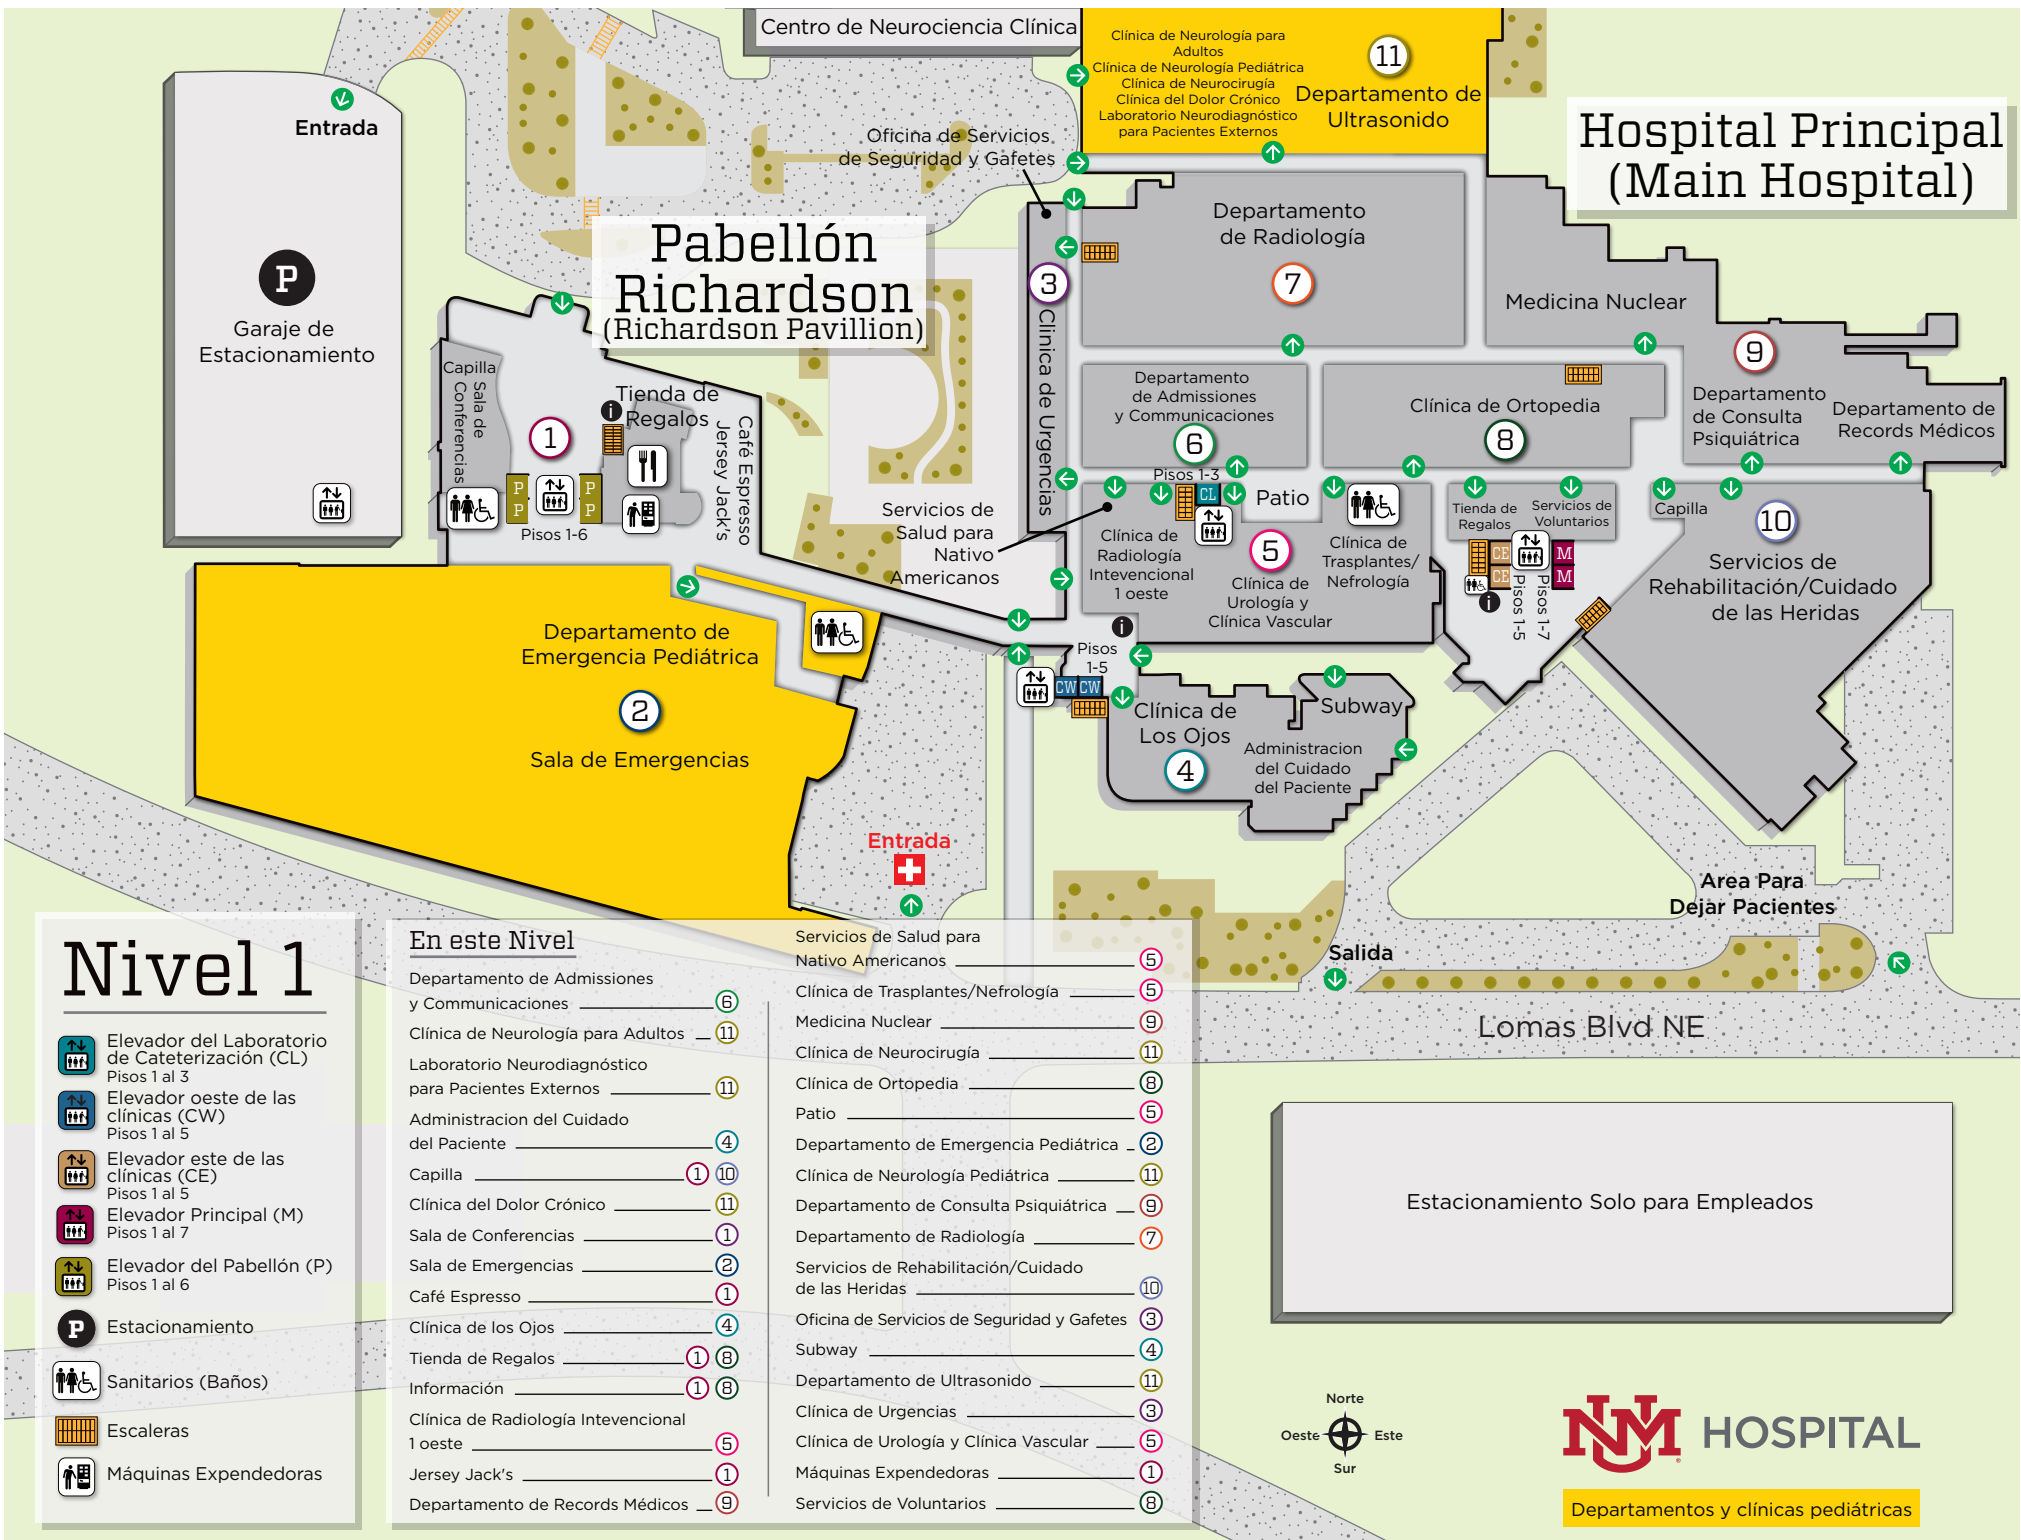 Centro de Neurociencia Clínica
Clínica de Neurología para
Adultos
Clínica de Neurología Pediátrica
Clínica de Neurocirugía
Clínica del Dolor Crónico
Laboratorio Neurodiagnóstico
para Pacientes Externos
11
Departamento de
Ultrasonido
Hospital Principal
(Main Hospital)
Entrada
P
Garaje de
Estacionamiento
Oficina de Servicios
de Seguridad y Gafetes
Pabellón
Richardson
(Richardson Pavillion)
3
Clinica de Urgencias
Departamento
de Radiología
7
Medicina Nuclear
9
Departamento
de Consulta
Psiquiátrica
Departamento de
Records Médicos
Capilla
Sala de
Conferencias
1
i
Tienda de
Regalos
Café Espresso
Jersey Jack's
P
P
P
P
Pisos 1-6
Departamento
de Admissiones
y Communicaciones
6
Pisos 1-3
CL
Patio
Clínica de Ortopedia
8
Servicios de
Salud para
Nativo
Americanos
Clínica de
Radiología
Intevencional
1 oeste
5
Clínica de
Urología y
Clínica Vascular
Clínica de
Trasplantes/
Nefrología
Tienda de
Regalos
Servicios de
Voluntarios
CE
CE
M
M
i
Pisos 1-5
Pisos 1-7
Capilla
10
Servicios de
Rehabilitación/Cuidado
de las Heridas
Departamento de
Emergencia Pediátrica
2
Sala de Emergencias
i
Pisos
1-5
CW
CW
Clínica de
Los Ojos
4
Subway
Administracion
del Cuidado
del Paciente
Entrada
Area Para
Dejar Pacientes
Salida
Lomas Blvd NE
Estacionamiento Solo para Empleados
Nivel 1
Elevador del Laboratorio
de Cateterización (CL)
Pisos 1 al 3
Elevador oeste de las
clínicas (CW)
Pisos 1 al 5
Elevador este de las
clínicas (CE)
Pisos 1 al 5
Elevador Principal (M)
Pisos 1 al 7
Elevador del Pabellón (P)
Pisos 1 al 6
P Estacionamiento
Sanitarios (Baños)
Escaleras
Máquinas Expendedoras
En este Nivel
Departamento de Admissiones
y Communicaciones 6
Clínica de Neurología para Adultos 11
Laboratorio Neurodiagnóstico
para Pacientes Externos 11
Administracion del Cuidado
del Paciente 4
Capilla 1 10
Clínica del Dolor Crónico 11
Sala de Conferencias 1
Sala de Emergencias 2
Café Espresso 1
Clínica de los Ojos 4
Tienda de Regalos 1 8
Información 1 8
Clínica de Radiología Intevencional
1 oeste 5
Jersey Jack's 1
Departamento de Records Médicos 9
Servicios de Salud para
Nativo Americanos 5
Clínica de Trasplantes/Nefrología 5
Medicina Nuclear 9
Clínica de Neurocirugía 11
Clínica de Ortopedia 8
Patio 5
Departamento de Emergencia Pediátrica 2
Clínica de Neurología Pediátrica 11
Departamento de Consulta Psiquiátrica 9
Departamento de Radiología 7
Servicios de Rehabilitación/Cuidado
de las Heridas 10
Oficina de Servicios de Seguridad y Gafetes 3
Subway 4
Departamento de Ultrasonido 11
Clínica de Urgencias 3
Clínica de Urología y Clínica Vascular 5
Máquinas Expendedoras 1
Servicios de Voluntarios 8
Norte
Oeste
Este
Sur
UNM HOSPITAL
Departamentos y clínicas pediátricas